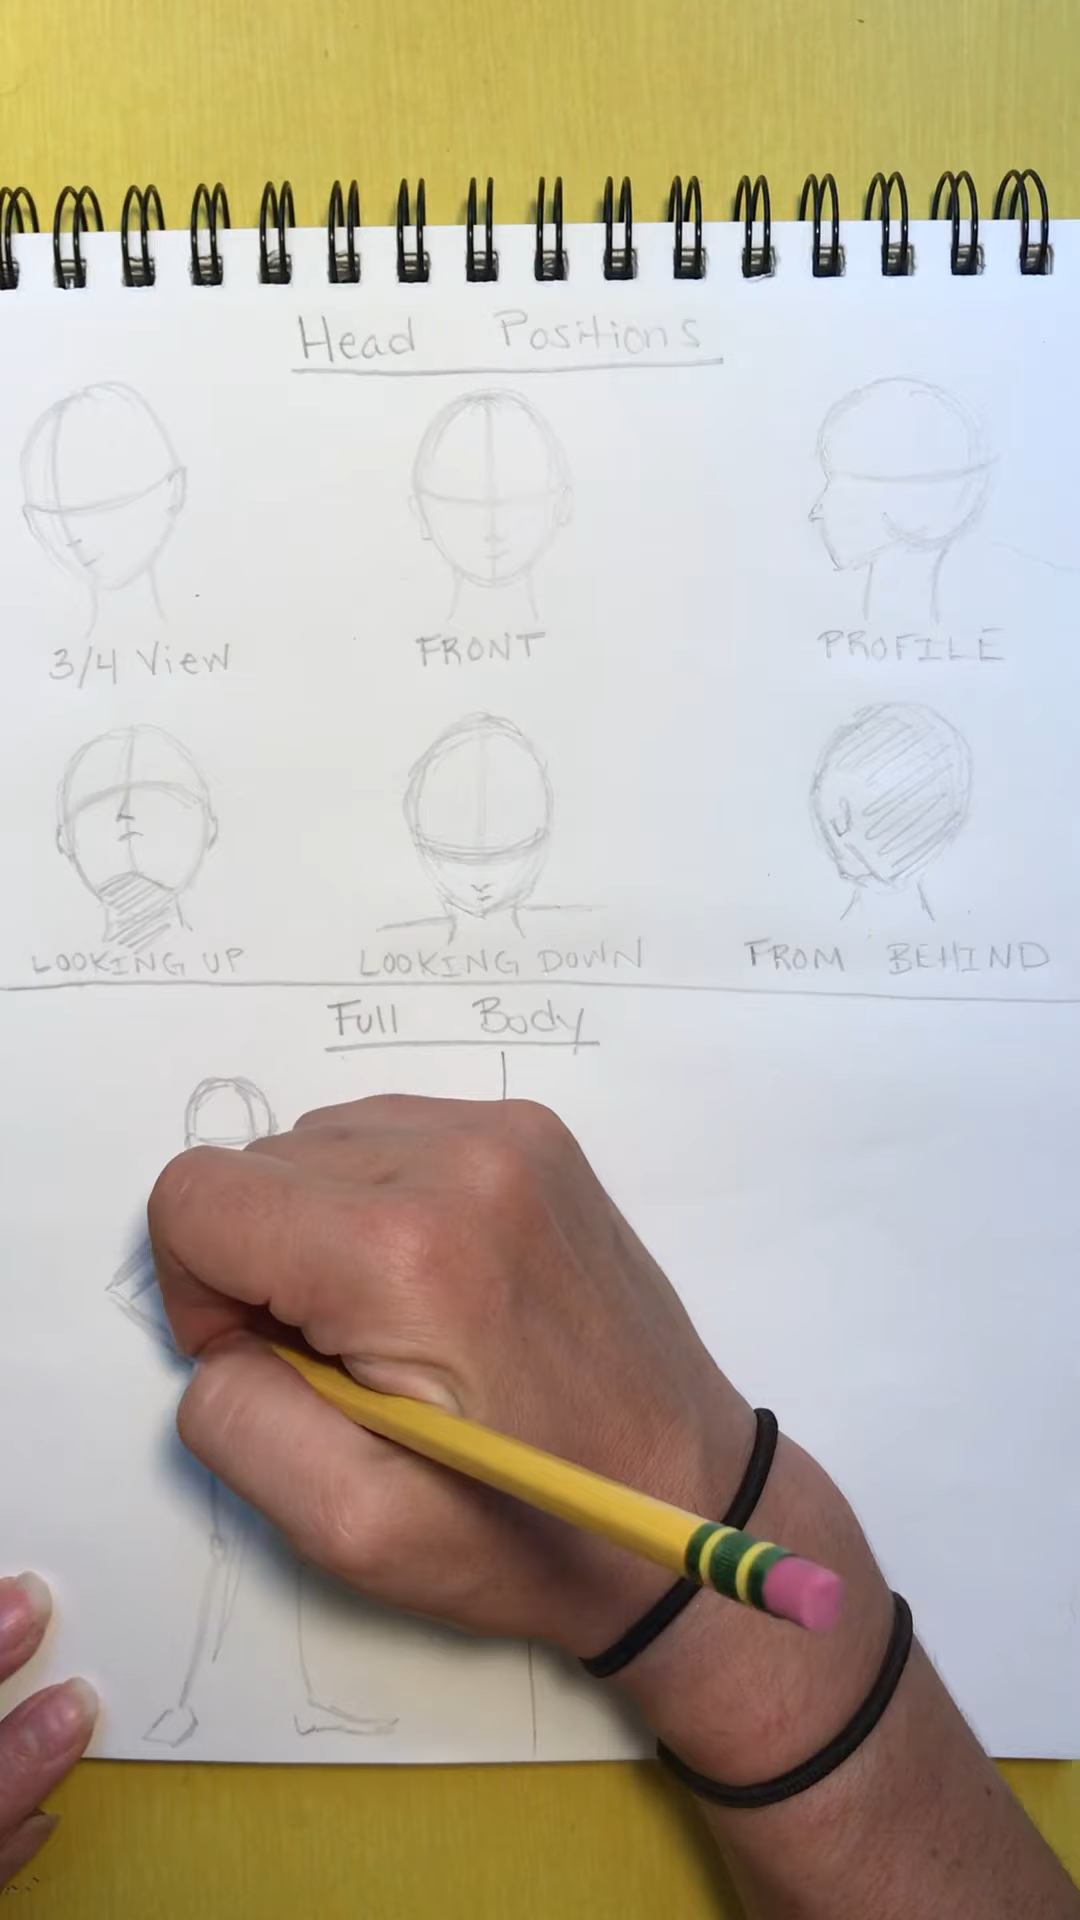 Head Positions
3/4 View FRONT PROFILE
LOOKING UP LOOKING DOWN FROM BEHIND
Full Body